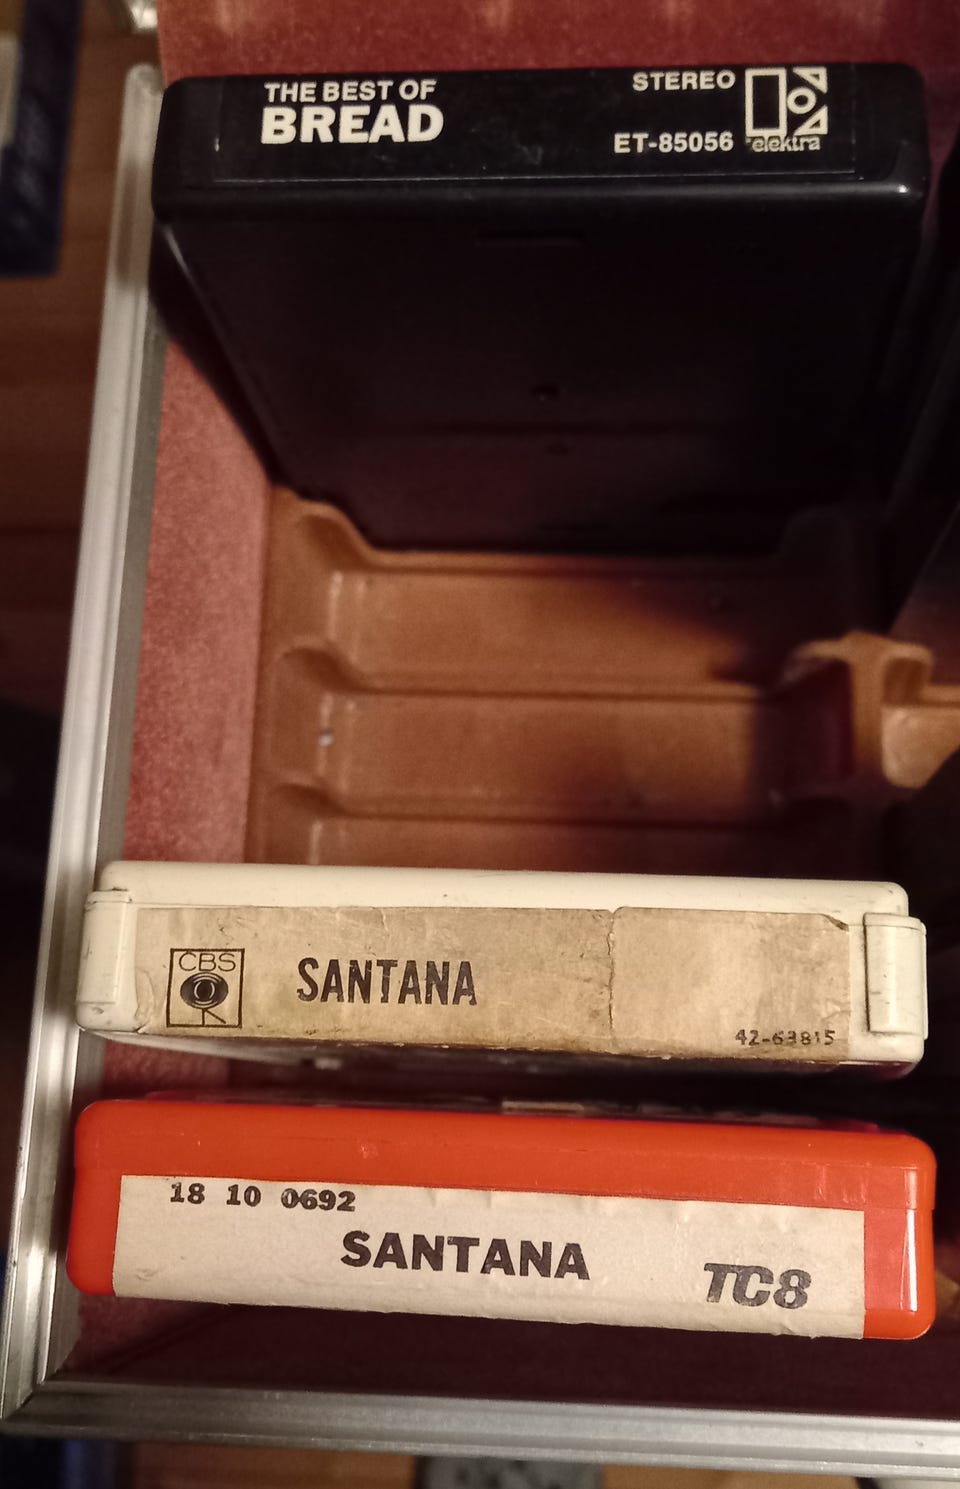 THE BEST OF
BREAD
STEREO
ET-85056
elektra
CBS
SANTANA
42-63815
18 10 0692
SANTANA
TC8